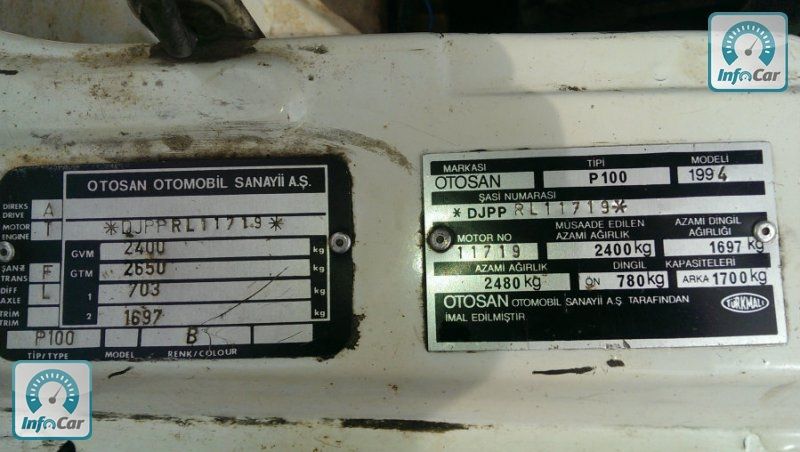 InfoCar
OTOSAN OTOMOBİL SANAYİİ A.Ş.
DIREKS A
DRIVE
MOTOR T *DJPPRL11719*
ENGINE
GVM 2400 kg
ŞANZ F GTM 2650 kg
TRANS
DIFF L 1 703 kg
AXLE
TRIM 2 1697 kg
TRIM
P100 B
TİP/TYPE MODEL RENK/COLOUR
MARKASI TİPİ MODELİ
OTOSAN P100 1994
ŞASİ NUMARASI
*DJPPRL11719*
MOTOR NO MÜSAADE EDİLEN AZAMİ AĞIRLIK AZAMİ DİNGİL AĞIRLIĞI
11719 2400 kg 1697 kg
AZAMİ AĞIRLIK DİNGİL KAPASİTELERİ
2480 kg ÖN 780 kg ARKA 1700 kg
OTOSAN OTOMOBİL SANAYİİ A.Ş. TARAFINDAN
İMAL EDİLMİŞTİR
TÜRKMALI
InfoCar